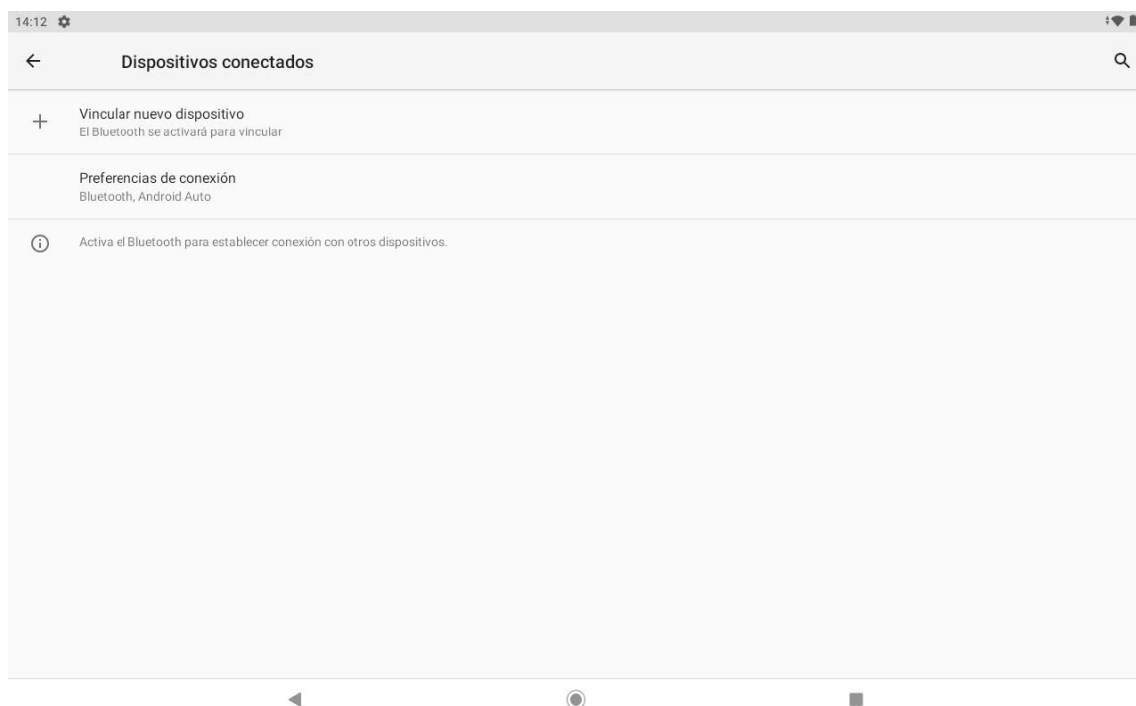 14:12
Dispositivos conectados
Vincular nuevo dispositivo
El Bluetooth se activará para vincular
Preferencias de conexión
Bluetooth, Android Auto
Activa el Bluetooth para establecer conexión con otros dispositivos.